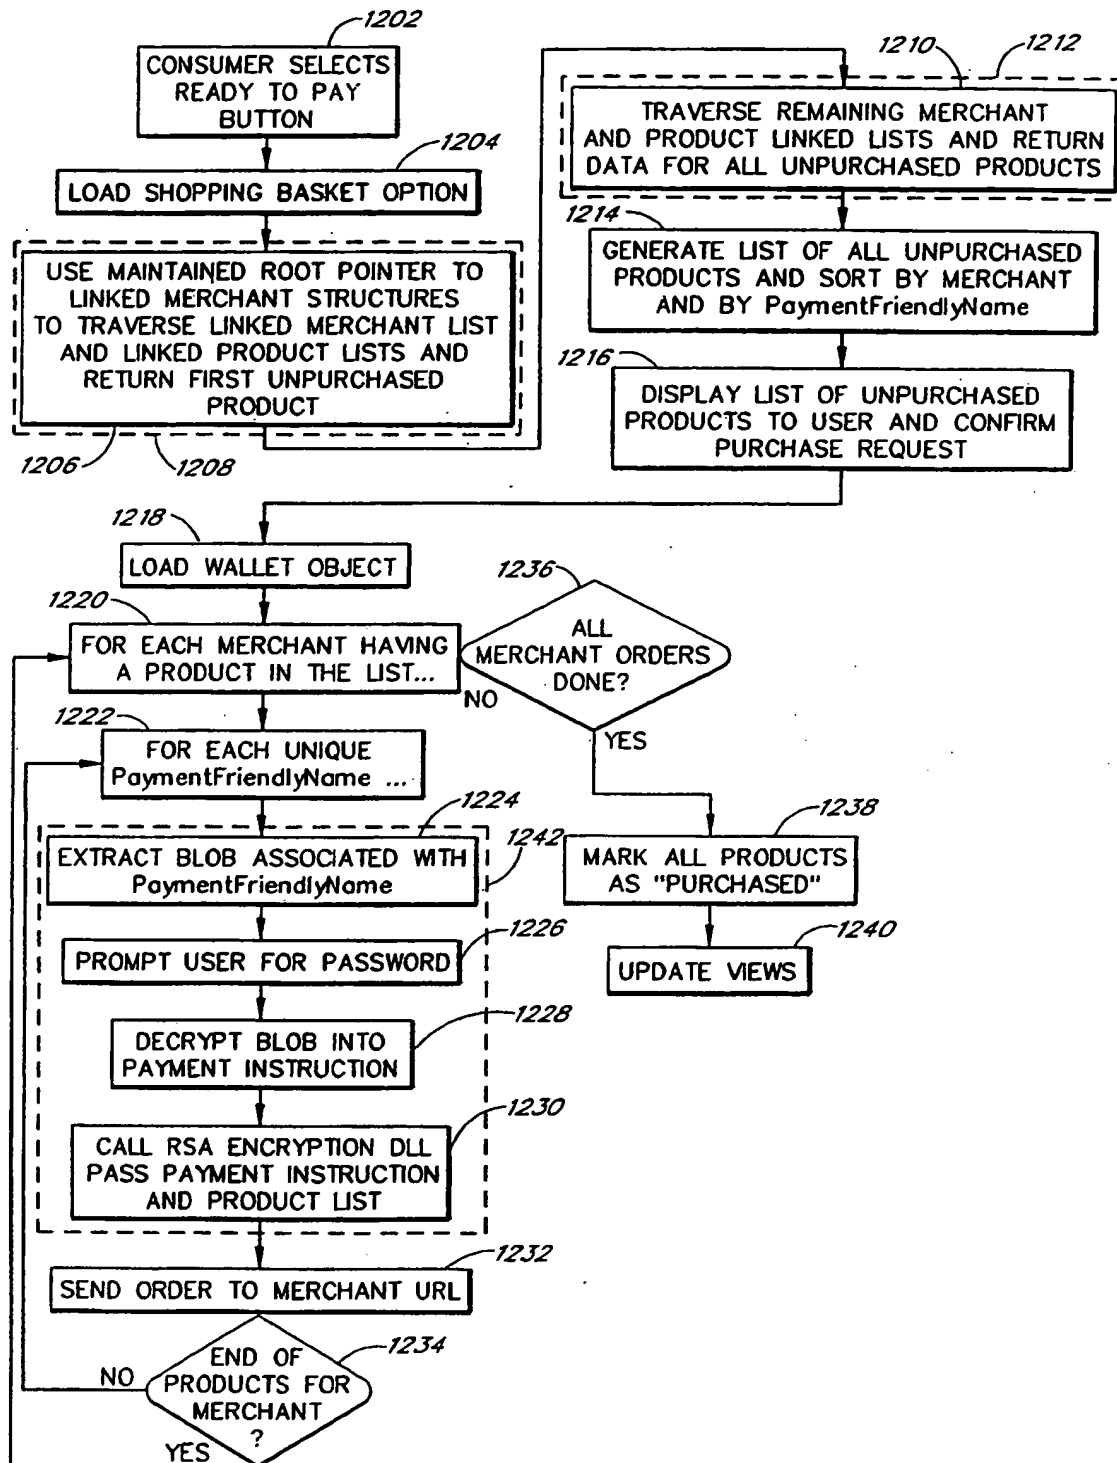 1202
CONSUMER SELECTS
READY TO PAY
BUTTON
1204
LOAD SHOPPING BASKET OPTION
USE MAINTAINED ROOT POINTER TO
LINKED MERCHANT STRUCTURES
TO TRAVERSE LINKED MERCHANT LIST
AND LINKED PRODUCT LISTS AND
RETURN FIRST UNPURCHASED
PRODUCT
1206
1208
1210
1212
TRAVERSE REMAINING MERCHANT
AND PRODUCT LINKED LISTS AND RETURN
DATA FOR ALL UNPURCHASED PRODUCTS
1214
GENERATE LIST OF ALL UNPURCHASED
PRODUCTS AND SORT BY MERCHANT
AND BY PaymentFriendlyName
1216
DISPLAY LIST OF UNPURCHASED
PRODUCTS TO USER AND CONFIRM
PURCHASE REQUEST
1218
LOAD WALLET OBJECT
1220
FOR EACH MERCHANT HAVING
A PRODUCT IN THE LIST...
1236
ALL
MERCHANT ORDERS
DONE?
NO
YES
1222
FOR EACH UNIQUE
PaymentFriendlyName ...
1224
1242
EXTRACT BLOB ASSOCIATED WITH
PaymentFriendlyName
1226
PROMPT USER FOR PASSWORD
1228
DECRYPT BLOB INTO
PAYMENT INSTRUCTION
1230
CALL RSA ENCRYPTION DLL
PASS PAYMENT INSTRUCTION
AND PRODUCT LIST
1232
SEND ORDER TO MERCHANT URL
1234
END OF
PRODUCTS FOR
MERCHANT
?
NO
YES
1238
MARK ALL PRODUCTS
AS "PURCHASED"
1240
UPDATE VIEWS